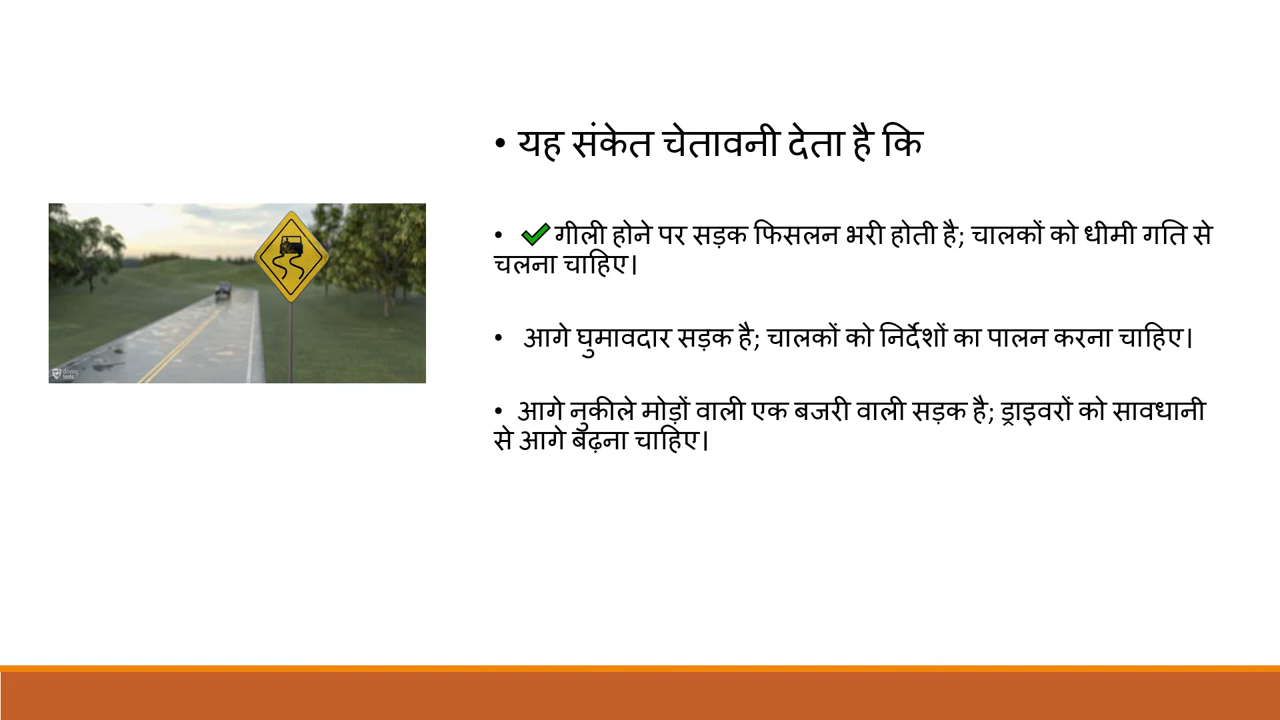 • यह संकेत चेतावनी देता है कि
• ✔ गीली होने पर सड़क फिसलन भरी होती है; चालकों को धीमी गति से
चलना चाहिए।
• आगे घुमावदार सड़क है; चालकों को निर्देशों का पालन करना चाहिए।
• आगे नुकीले मोड़ों वाली एक बजरी वाली सड़क है; ड्राइवरों को सावधानी
से आगे बढ़ना चाहिए।